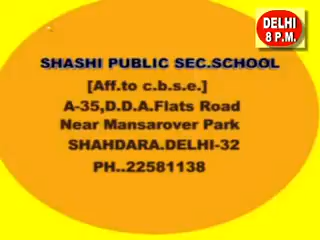 DELHI
8 P.M.
SHASHI PUBLIC SEC.SCHOOL
[Aff.to c.b.s.e.]
A-35,D.D.A.Flats Road
Near Mansarover Park
SHAHDARA.DELHI-32
PH..22581138